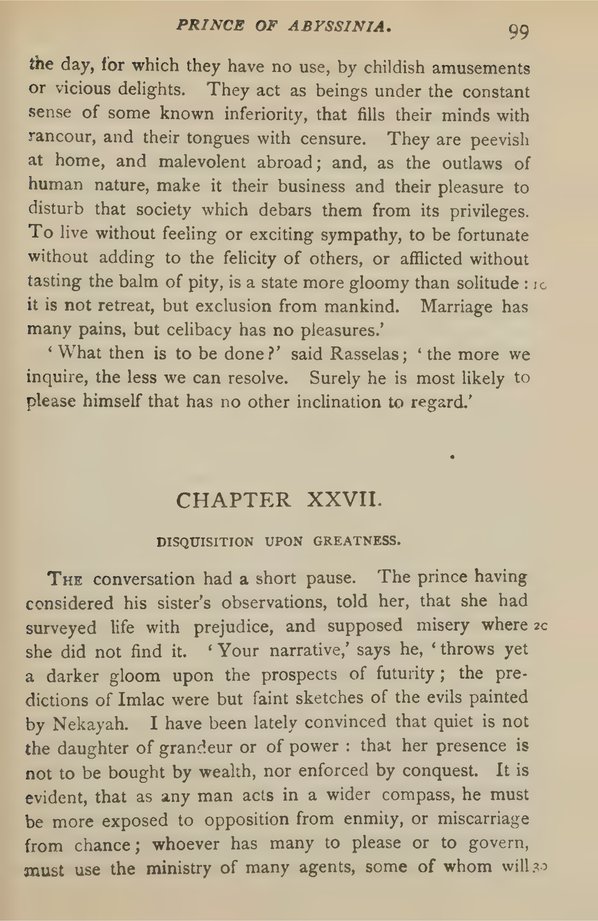 PRINCE OF ABYSSINIA. 99
the day, for which they have no use, by childish amusements
or vicious delights. They act as beings under the constant
sense of some known inferiority, that fills their minds with
rancour, and their tongues with censure. They are peevish
at home, and malevolent abroad; and, as the outlaws of
human nature, make it their business and their pleasure to
disturb that society which debars them from its privileges.
To live without feeling or exciting sympathy, to be fortunate
without adding to the felicity of others, or afflicted without
tasting the balm of pity, is a state more gloomy than solitude : 10
it is not retreat, but exclusion from mankind. Marriage has
many pains, but celibacy has no pleasures.’
‘ What then is to be done?’ said Rasselas; ‘ the more we
inquire, the less we can resolve. Surely he is most likely to
please himself that has no other inclination to regard.’
CHAPTER XXVII.
DISQUISITION UPON GREATNESS.
THE conversation had a short pause. The prince having
considered his sister’s observations, told her, that she had
surveyed life with prejudice, and supposed misery where 20
she did not find it. ‘ Your narrative,’ says he, ‘ throws yet
a darker gloom upon the prospects of futurity; the pre-
dictions of Imlac were but faint sketches of the evils painted
by Nekayah. I have been lately convinced that quiet is not
the daughter of grandeur or of power : that her presence is
not to be bought by wealth, nor enforced by conquest. It is
evident, that as any man acts in a wider compass, he must
be more exposed to opposition from enmity, or miscarriage
from chance; whoever has many to please or to govern,
must use the ministry of many agents, some of whom will 30